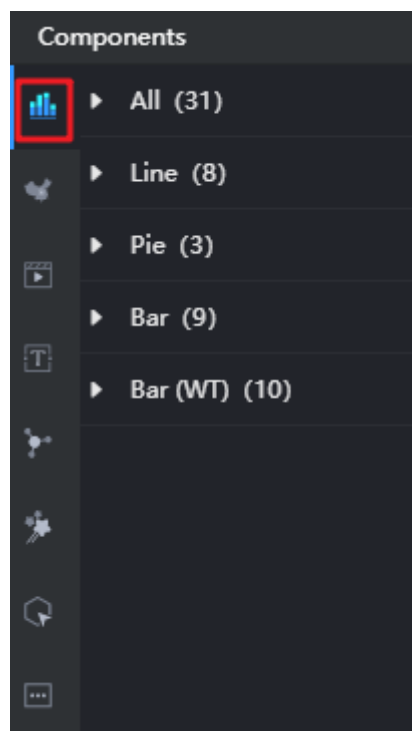 Components
All (31)
Line (8)
Pie (3)
Bar (9)
T
Bar (WT) (10)